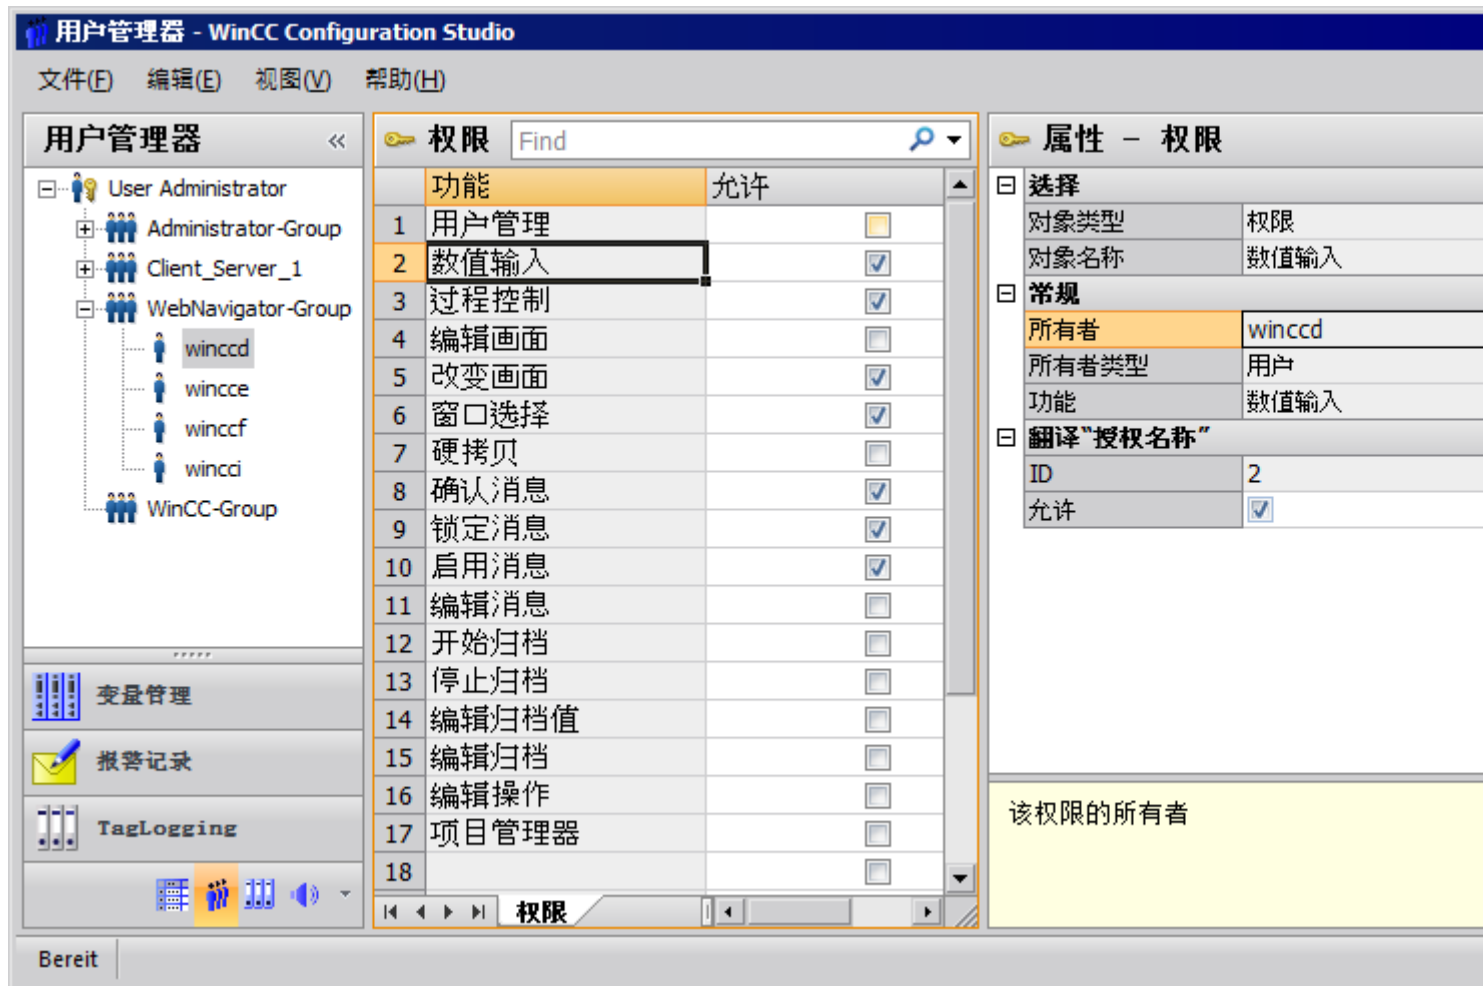 用户管理器 - WinCC Configuration Studio
文件(F) 编辑(E) 视图(V) 帮助(H)
用户管理器 «
User Administrator
Administrator-Group
Client_Server_1
WebNavigator-Group
winccd
wincce
winccf
wincci
WinCC-Group
变量管理
报警记录
TagLogging
权限 Find
功能 允许
1 用户管理
2 数值输入
3 过程控制
4 编辑画面
5 改变画面
6 窗口选择
7 硬拷贝
8 确认消息
9 锁定消息
10 启用消息
11 编辑消息
12 开始归档
13 停止归档
14 编辑归档值
15 编辑归档
16 编辑操作
17 项目管理器
18
权限
属性 - 权限
选择
对象类型 权限
对象名称 数值输入
常规
所有者 winccd
所有者类型 用户
功能 数值输入
翻译"授权名称"
ID 2
允许
该权限的所有者
Bereit